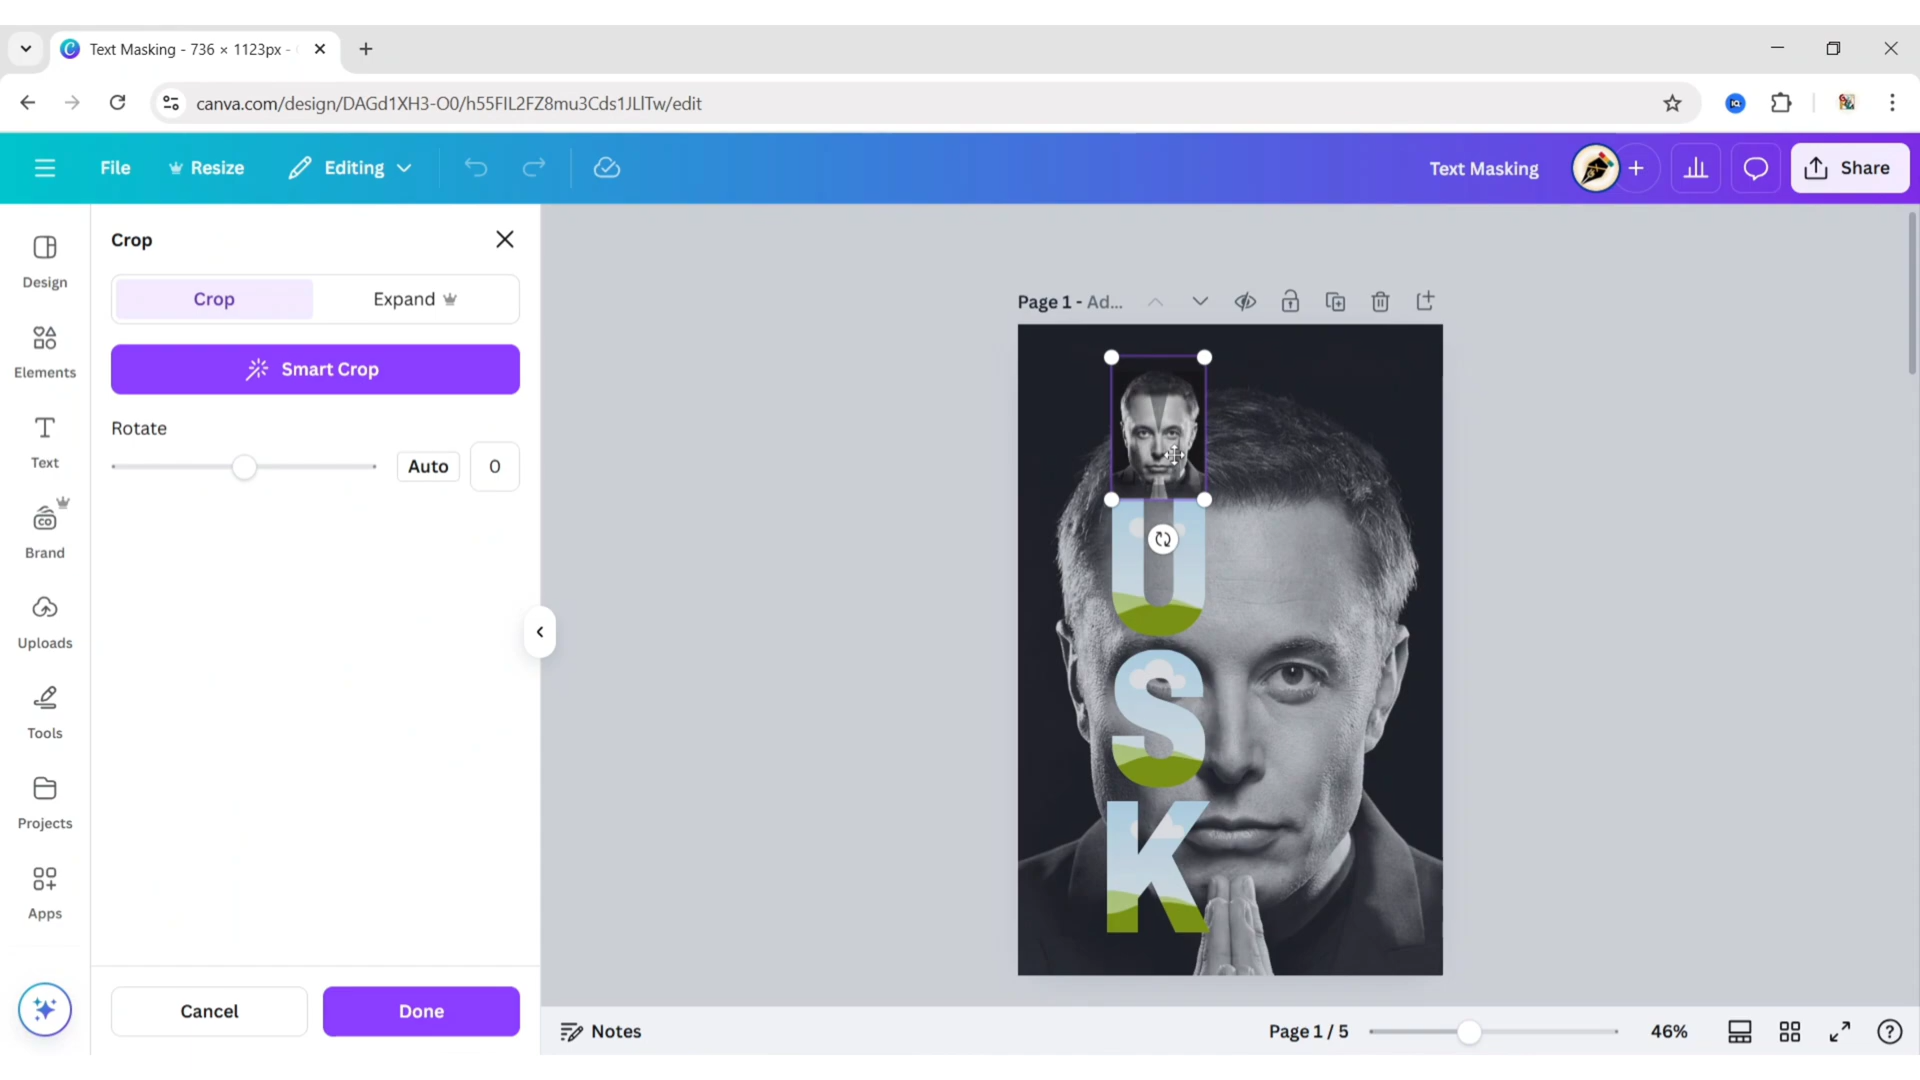 Text Masking - 736 × 1123px -
canva.com/design/DAGd1XH3-O0/h55FIL2FZ8mu3Cds1JLlTw/edit
File
Resize
Editing
Text Masking
Share
Design
Elements
Text
Brand
Uploads
Tools
Projects
Apps
Crop
Crop
Expand
Smart Crop
Rotate
Auto
0
Cancel
Done
Page 1 - Ad...
U
S
K
Notes
Page 1 / 5
46%